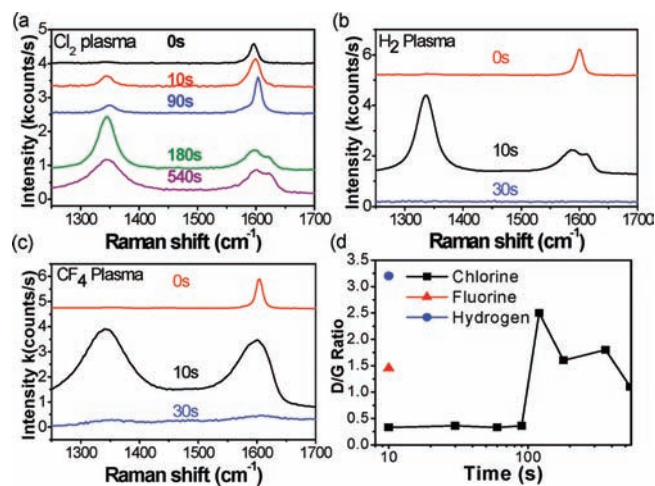 (a)
Cl2 plasma
0s
10s
90s
180s
540s
Intensity (kcounts/s)
5
4
3
2
1
0
1300 1400 1500 1600 1700
Raman shift (cm-1)
(b)
H2 Plasma
0s
10s
30s
Intensity (kcounts/s)
6
4
2
0
1300 1400 1500 1600 1700
Raman shift (cm-1)
(c)
CF4 Plasma
0s
10s
30s
Intensity k(counts/s)
6
5
4
3
2
1
0
1300 1400 1500 1600 1700
Raman shift (cm-1)
(d)
Chlorine
Fluorine
Hydrogen
D/G Ratio
3.5
3.0
2.5
2.0
1.5
1.0
0.5
0.0
10 100
Time (s)